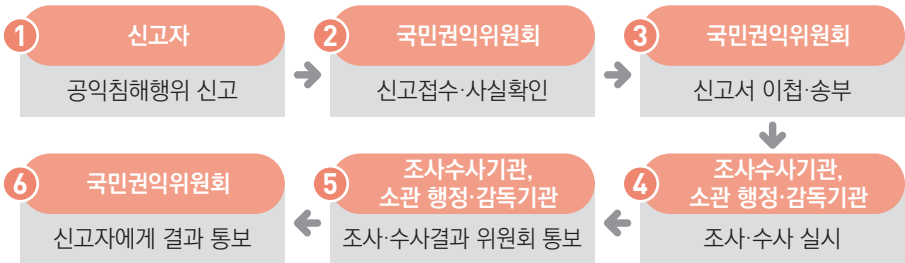 1 신고자
공익침해행위 신고
2 국민권익위원회
신고접수·사실확인
3 국민권익위원회
신고서 이첩·송부
4 조사수사기관,
소관 행정·감독기관
조사·수사 실시
5 조사수사기관,
소관 행정·감독기관
조사·수사결과 위원회 통보
6 국민권익위원회
신고자에게 결과 통보